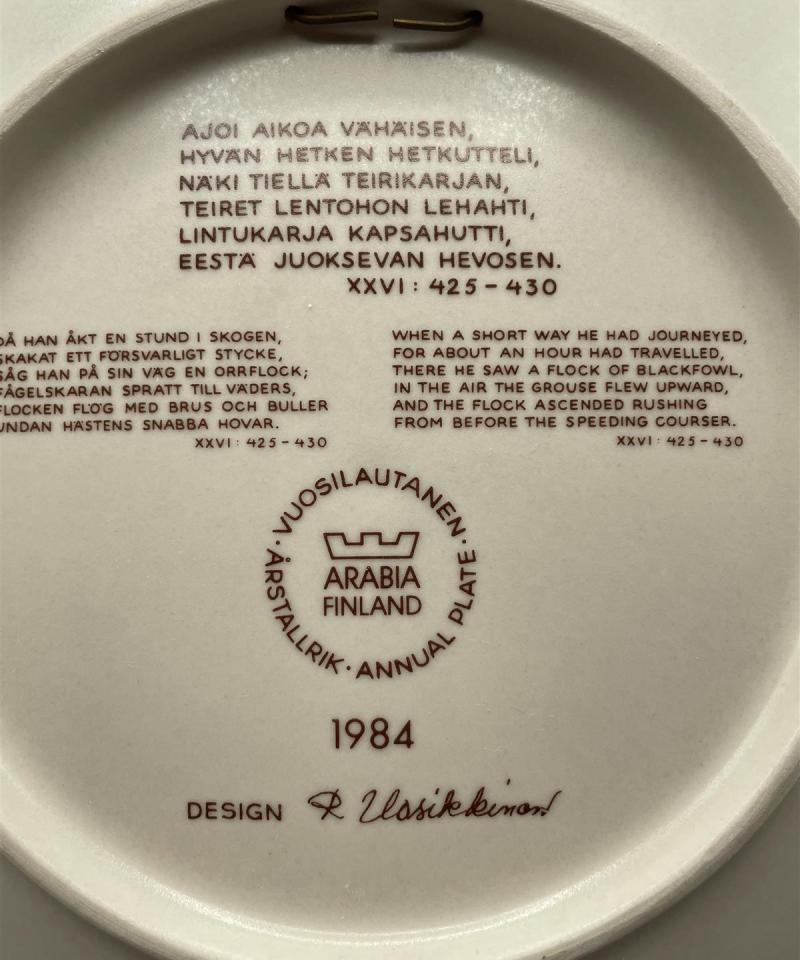 AJOI AIKOA VÄHÄISEN,
HYVÄN HETKEN HETKUTTELI,
NÄKI TIELLÄ TEIRIKARJAN,
TEIRET LENTOHON LEHAHTI,
LINTUKARJA KAPSAHUTTI,
EESTÄ JUOKSEVAN HEVOSEN.
XXVI: 425-430
DÅ HAN ÅKT EN STUND I SKOGEN,
SKAKAT ETT FÖRSVARLIGT STYCKE,
SÅG HAN PÅ SIN VÄG EN ORRFLOCK;
FÅGELSKARAN SPRATT TILL VÄDERS,
FLOCKEN FLÖG MED BRUS OCH BULLER
UNDAN HÄSTENS SNABBA HOVAR.
XXVI: 425-430
WHEN A SHORT WAY HE HAD JOURNEYED,
FOR ABOUT AN HOUR HAD TRAVELLED,
THERE HE SAW A FLOCK OF BLACKFOWL,
IN THE AIR THE GROUSE FLEW UPWARD,
AND THE FLOCK ASCENDED RUSHING
FROM BEFORE THE SPEEDING COURSER.
XXVI: 425-430
· VUOSILAUTANEN · ANNUAL PLATE · ÅRSTALLRIK
ARABIA
FINLAND
1984
DESIGN R Uosikkinen